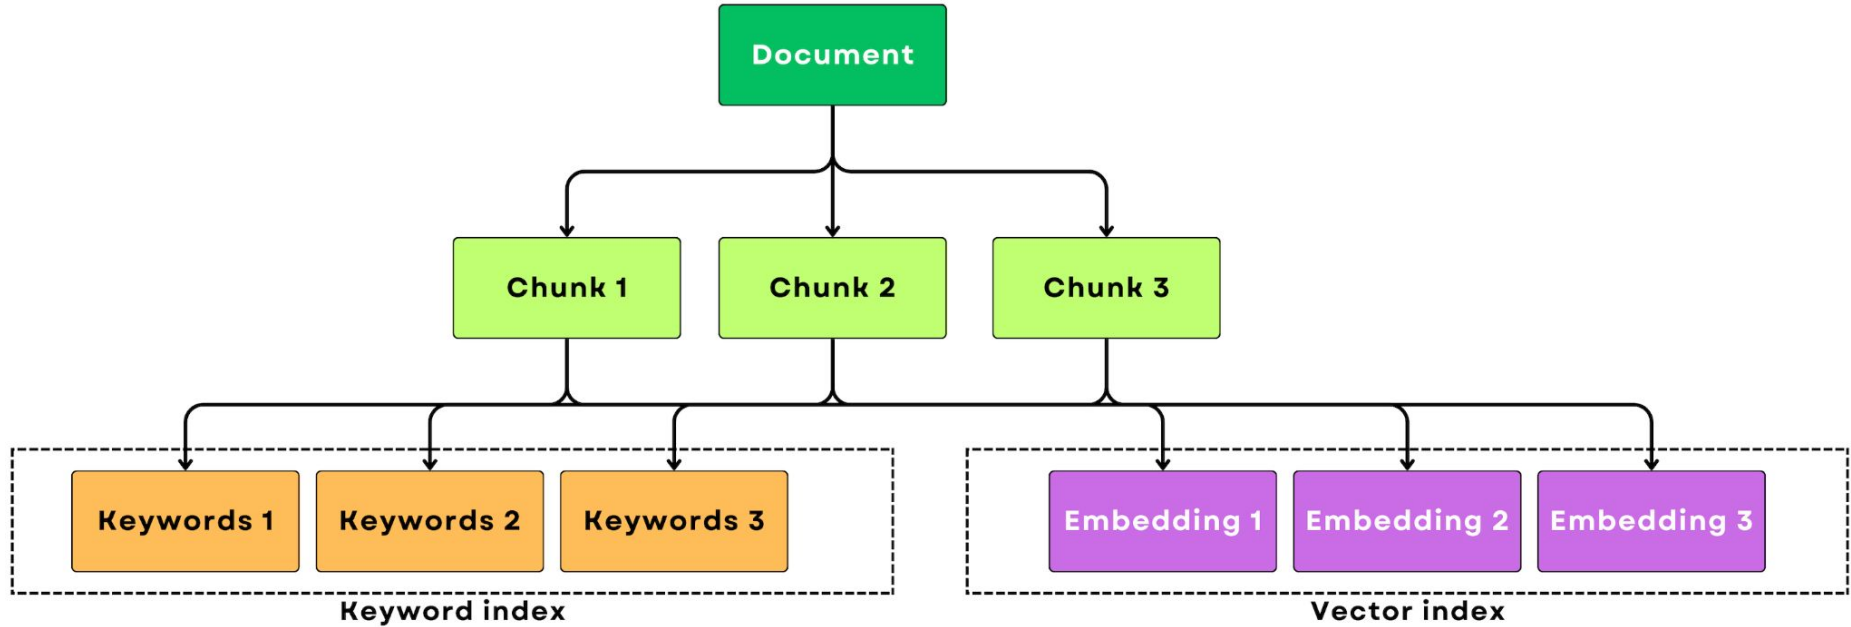 Document
Chunk 1
Chunk 2
Chunk 3
Keywords 1
Keywords 2
Keywords 3
Embedding 1
Embedding 2
Embedding 3
Keyword index
Vector index